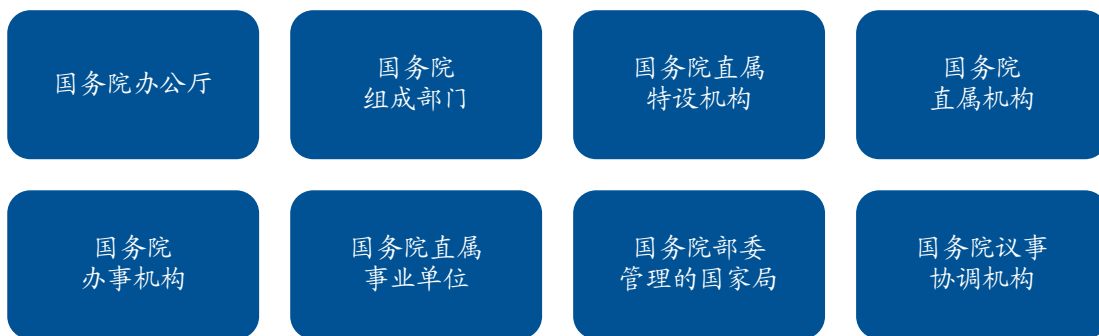 国务院办公厅
国务院
组成部门
国务院直属
特设机构
国务院
直属机构
国务院
办事机构
国务院直属
事业单位
国务院部委
管理的国家局
国务院议事
协调机构